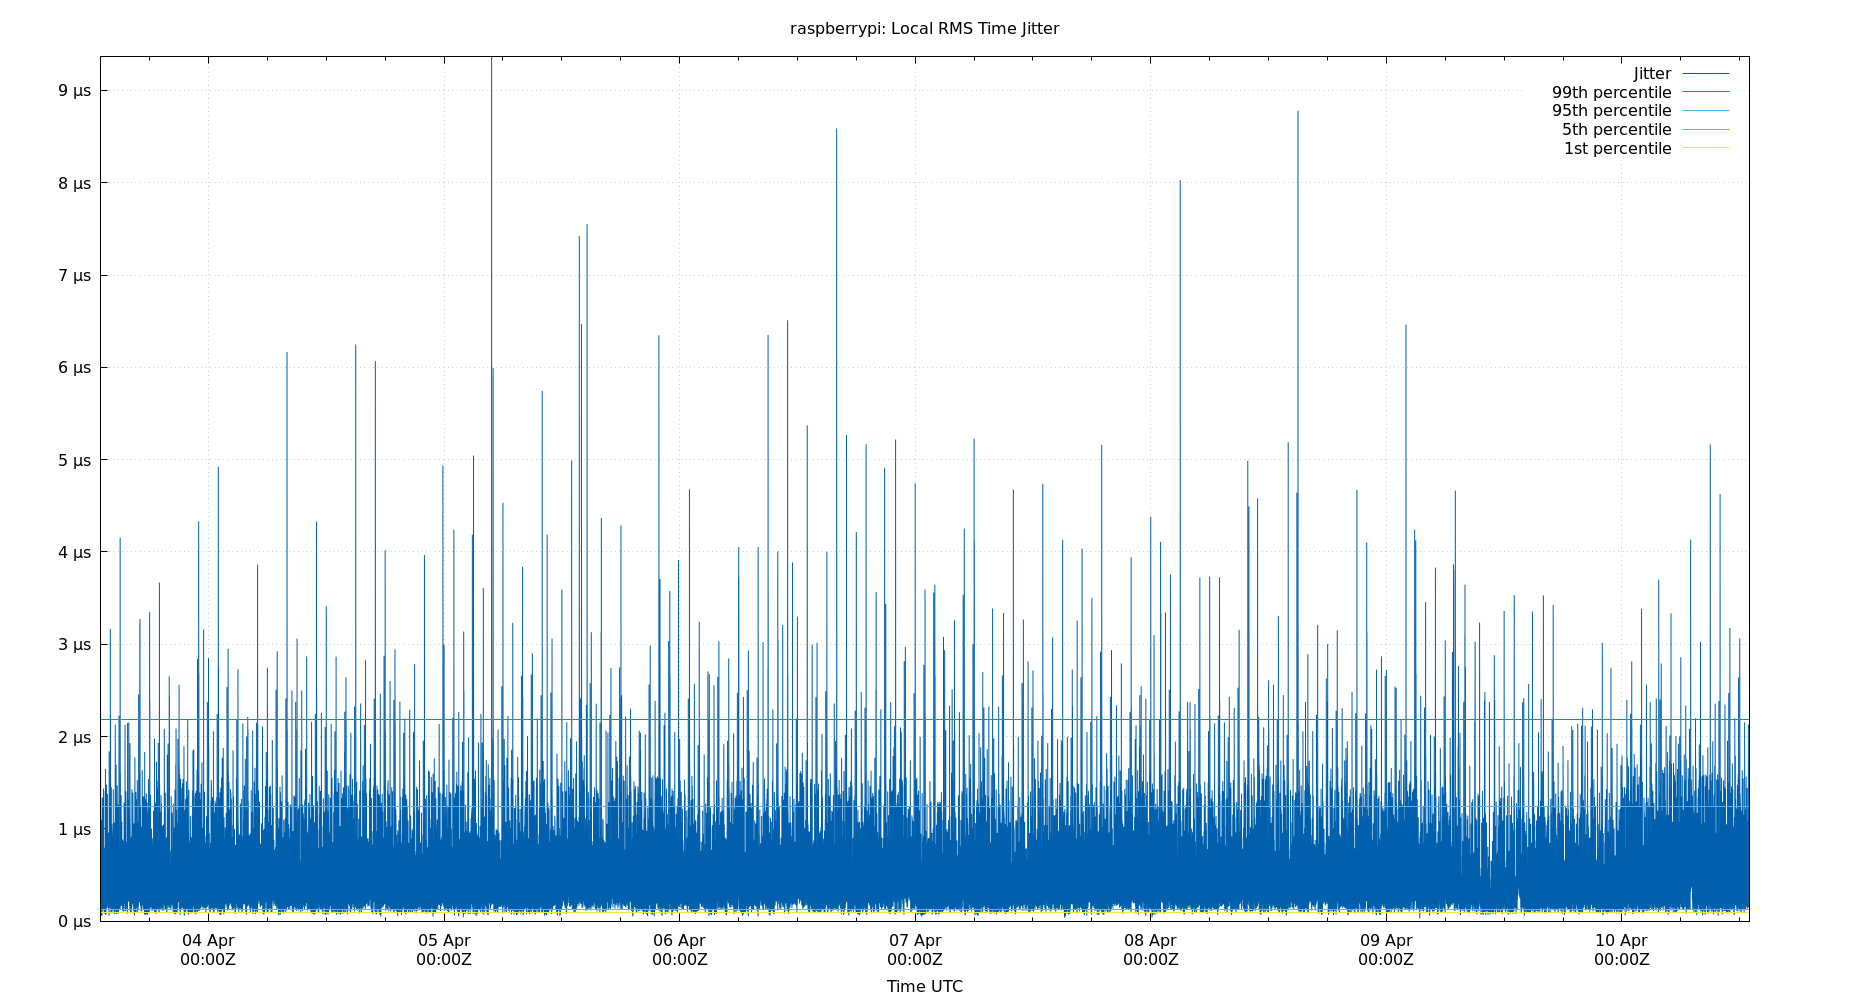 raspberrypi: Local RMS Time Jitter
Jitter
99th percentile
95th percentile
5th percentile
1st percentile
9 µs
8 µs
7 µs
6 µs
5 µs
4 µs
3 µs
2 µs
1 µs
0 µs
04 Apr 05 Apr 06 Apr 07 Apr 08 Apr 09 Apr 10 Apr
00:00Z 00:00Z 00:00Z 00:00Z 00:00Z 00:00Z 00:00Z
Time UTC